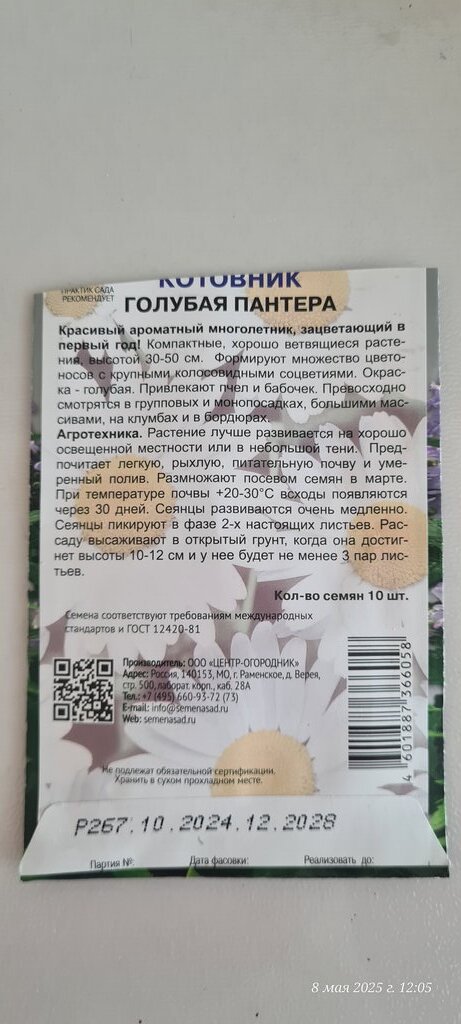 КОТОВНИК
ПРАКТИК САДА
РЕКОМЕНДУЕТ
ГОЛУБАЯ ПАНТЕРА
Красивый ароматный многолетник, зацветающий в
первый год! Компактные, хорошо ветвящиеся расте-
ния, высотой 30-50 см. Формируют множество цвето-
носов с крупными колосовидными соцветиями. Окрас-
ка - голубая. Привлекают пчел и бабочек. Превосходно
смотрятся в групповых и монопосадках, большими мас-
сивами, на клумбах и в бордюрах.
Агротехника. Растение лучше развивается на хорошо
освещенной местности или в небольшой тени. Пред-
почитает легкую, рыхлую, питательную почву и уме-
ренный полив. Размножают посевом семян в марте.
При температуре почвы +20-30°С всходы появляются
через 30 дней. Сеянцы развиваются очень медленно.
Сеянцы пикируют в фазе 2-х настоящих листьев. Рас-
саду высаживают в открытый грунт, когда она достиг-
нет высоты 10-12 см и у нее будет не менее 3 пар лис-
тьев.
Кол-во семян 10 шт.
Семена соответствуют требованиям международных
стандартов и ГОСТ 12420-81
Производитель: ООО «ЦЕНТР-ОГОРОДНИК»
Адрес: Россия, 140153, МО, г. Раменское, д. Верея,
стр. 500, лаборат. корп., каб. 28А
Тел.: +7 (495) 660-93-72 (73)
E-mail: info@semenasad.ru
Web: semenasad.ru
4 601887 366058
Не подлежат обязательной сертификации.
Хранить в сухом прохладном месте.
Р267.10.2024.12.2028
Партия №: Дата фасовки: Реализовать до:
8 мая 2025 г. 12:05